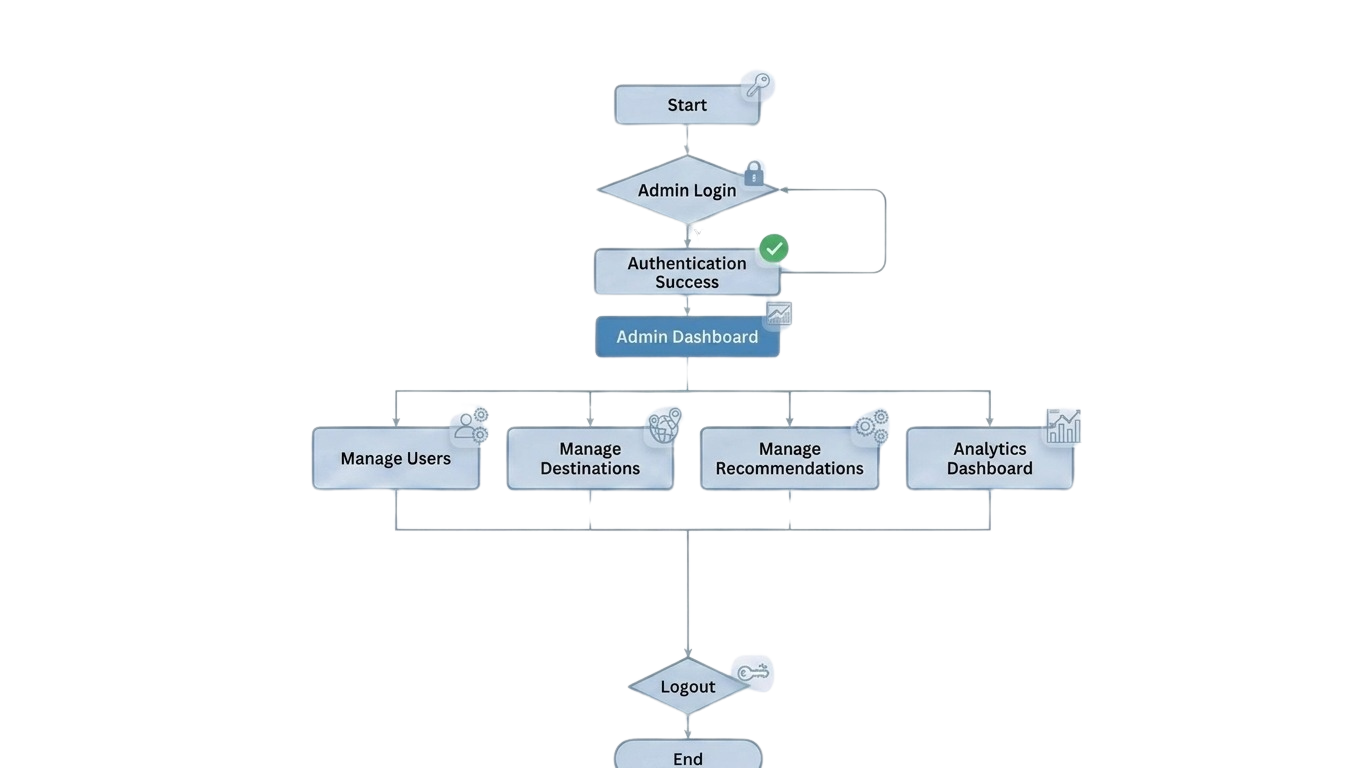 Start
Admin Login
Authentication
Success
Admin Dashboard
Manage Users
Manage
Destinations
Manage
Recommendations
Analytics
Dashboard
Logout
End